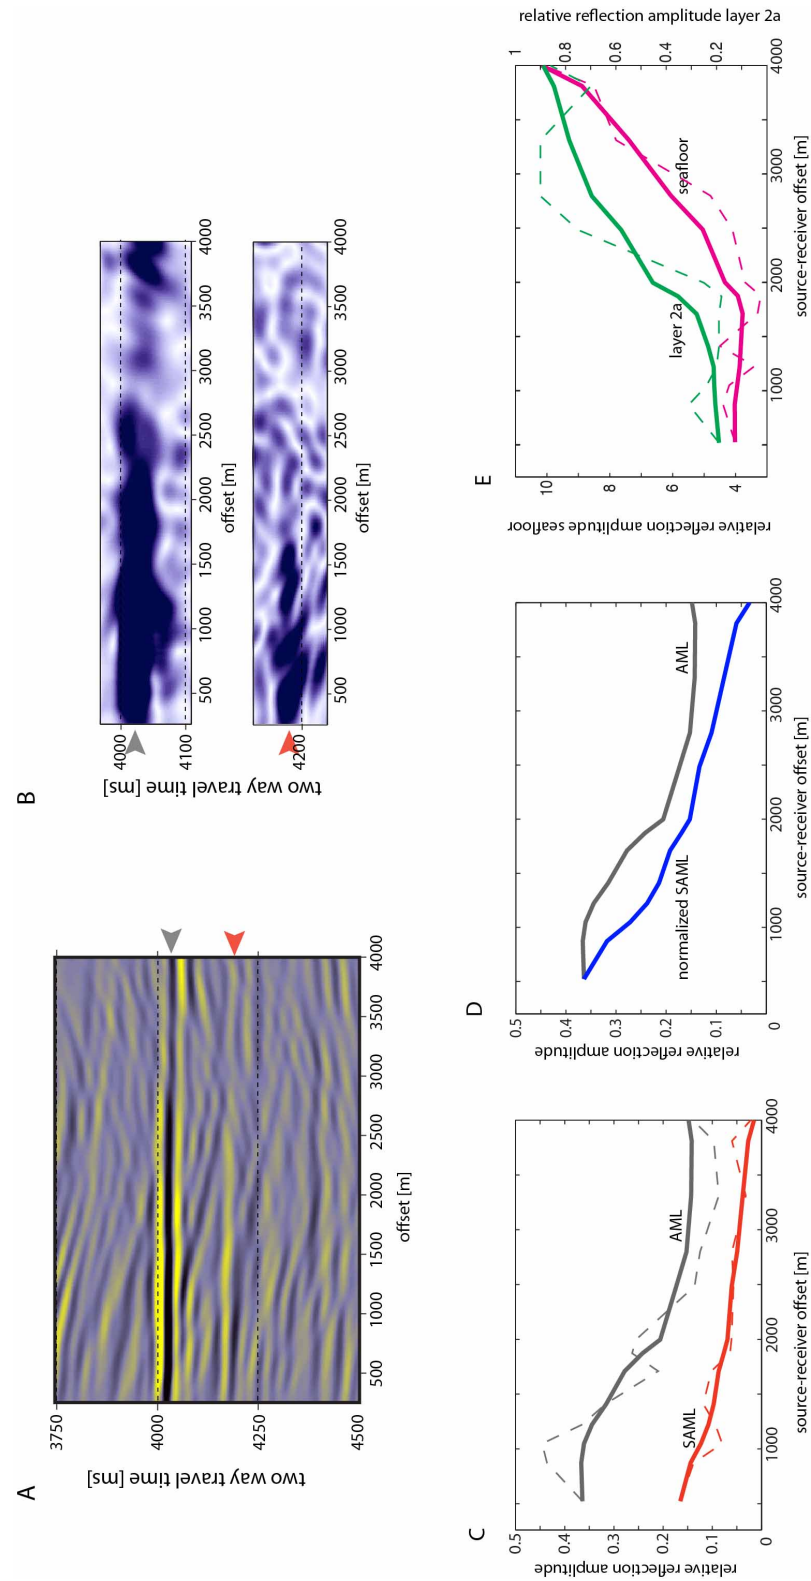 A
two way travel time [ms]
3750
4000
4250
4500
500
1000
1500
2000
2500
3000
3500
4000
offset [m]
B
two way travel time [ms]
4000
4100
500
1000
1500
2000
2500
3000
3500
4000
offset [m]
4200
500
1000
1500
2000
2500
3000
3500
4000
offset [m]
C
relative reflection amplitude
0.5
0.4
0.3
0.2
0.1
0
SAML
AML
1000
2000
3000
4000
source-receiver offset [m]
D
relative reflection amplitude
0.5
0.4
0.3
0.2
0.1
0
normalized SAML
AML
1000
2000
3000
4000
source-receiver offset [m]
E
relative reflection amplitude seafloor
10
8
6
4
layer 2a
seafloor
1000
2000
3000
4000
source-receiver offset [m]
1
0.8
0.6
0.4
0.2
relative reflection amplitude layer 2a